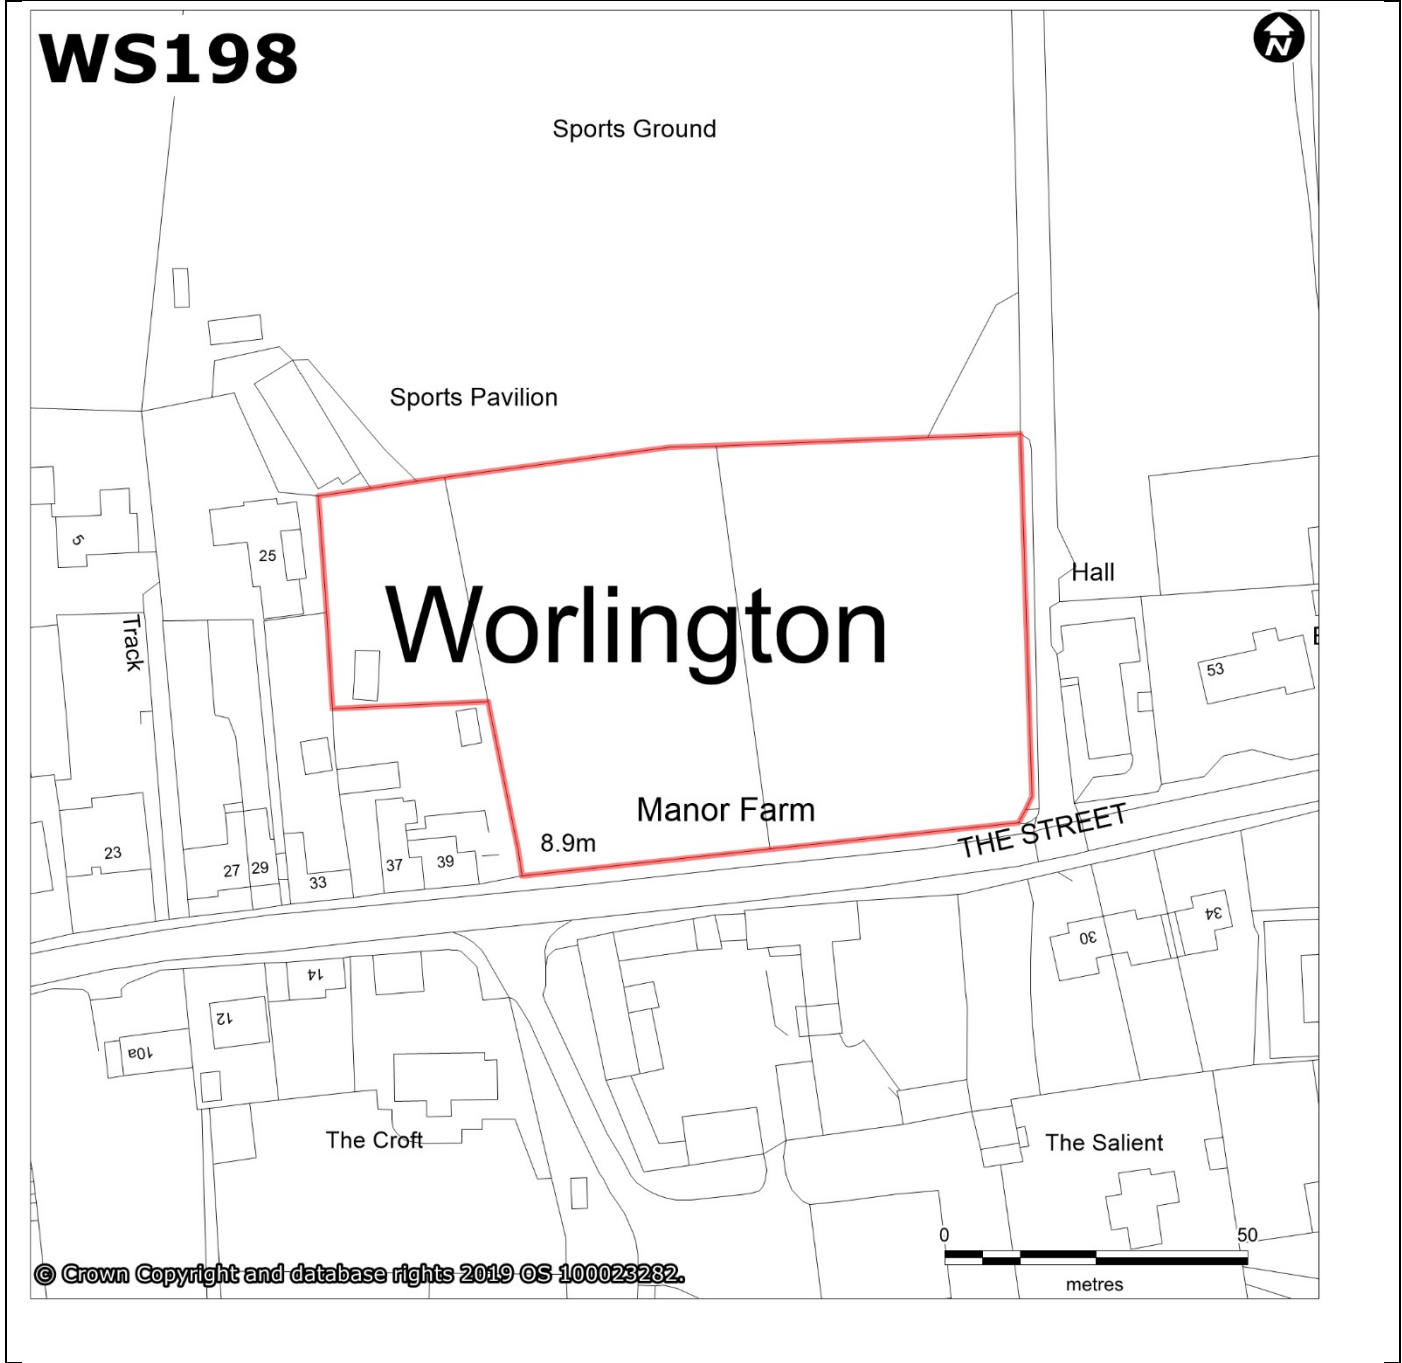 WS198
N
Sports Ground
Sports Pavilion
5
25
Hall
Track
Worlington
53
Manor Farm
8.9m
THE STREET
23
27
29
33
37
39
30
34
14
12
10a
The Croft
The Salient
0
50
metres
© Crown Copyright and database rights 2019 OS 100023282.